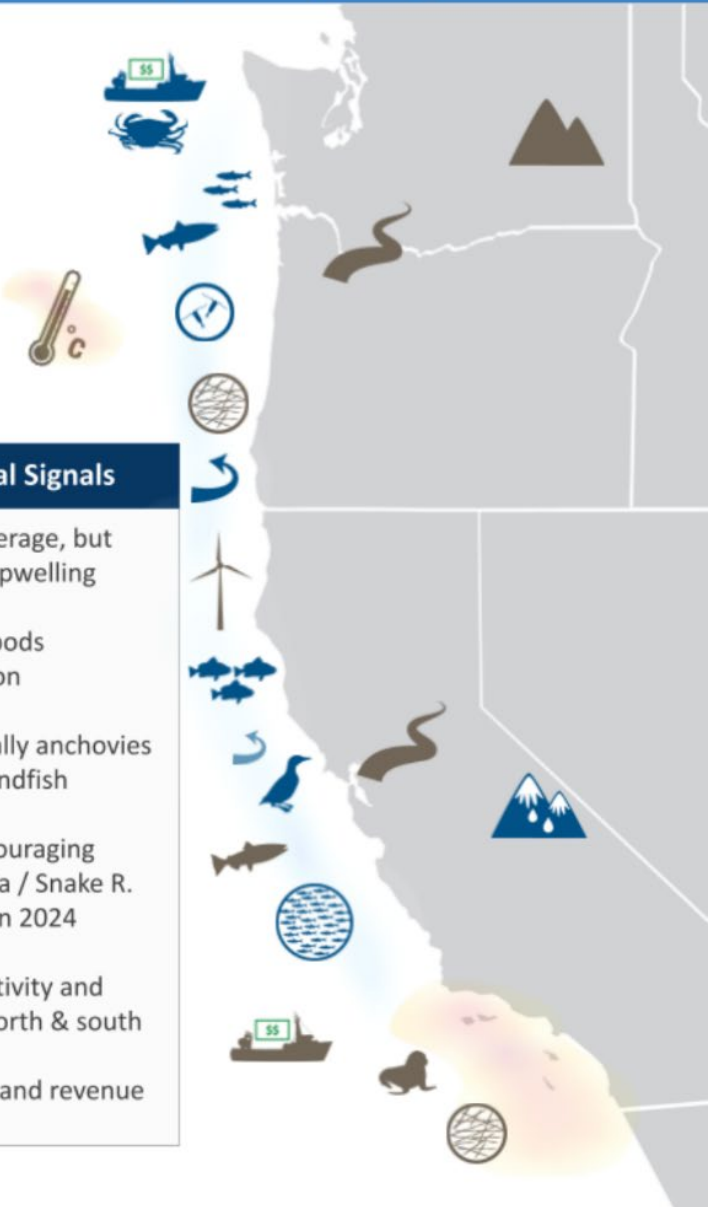 $$
°C
al Signals
erage, but
pwelling
ods
on
ally anchovies
ndfish
ouraging
a / Snake R.
n 2024
tivity and
orth & south
and revenue
$$